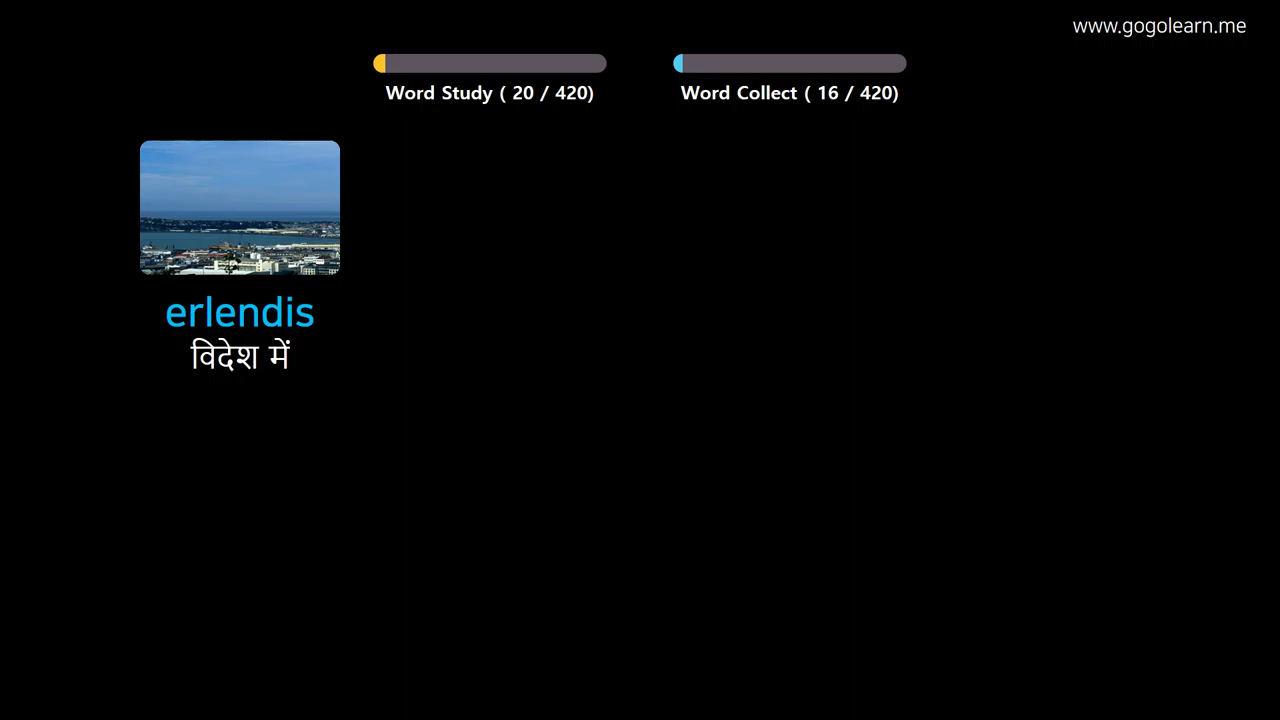 www.gogolearn.me
Word Study ( 20 / 420)
Word Collect ( 16 / 420)
erlendis
विदेश में